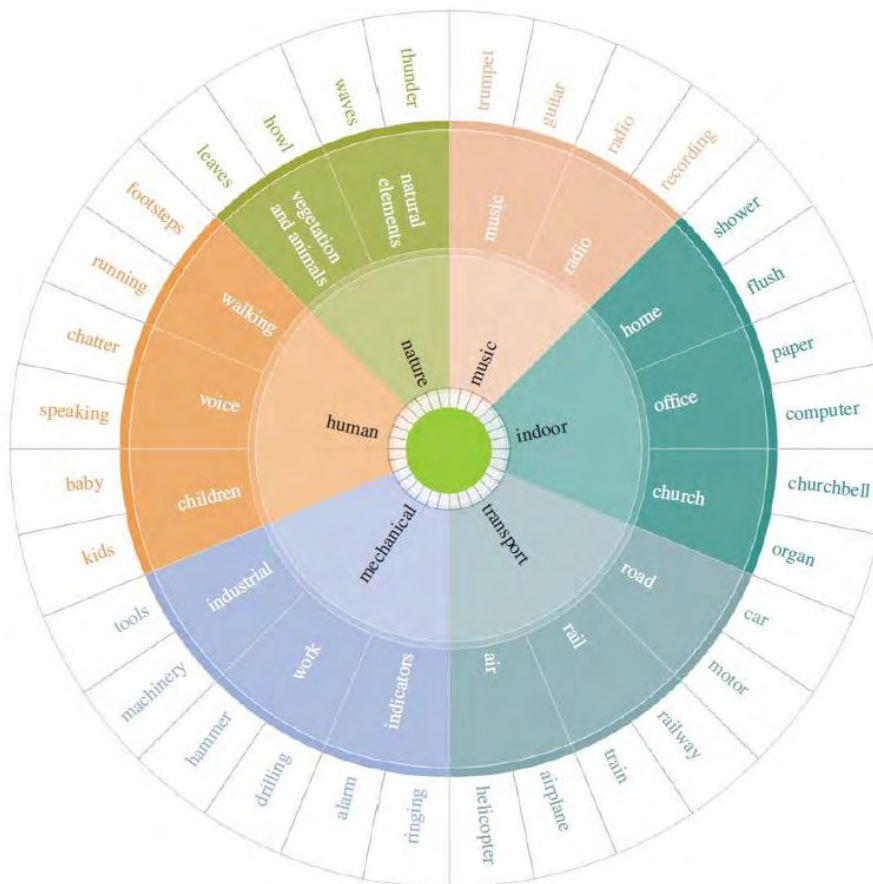 thunder
waves
howl
leaves
footsteps
running
chatter
speaking
baby
kids
tools
machinery
hammer
drilling
alarm
ringing
helicopter
airplane
train
railway
motor
car
organ
churchbell
computer
paper
flush
shower
recording
radio
guitar
trumpet
natural
elements
vegetation
and animals
walking
voice
children
industrial
work
indicators
air
rail
road
church
office
home
radio
music
nature
human
mechanical
transport
indoor
music